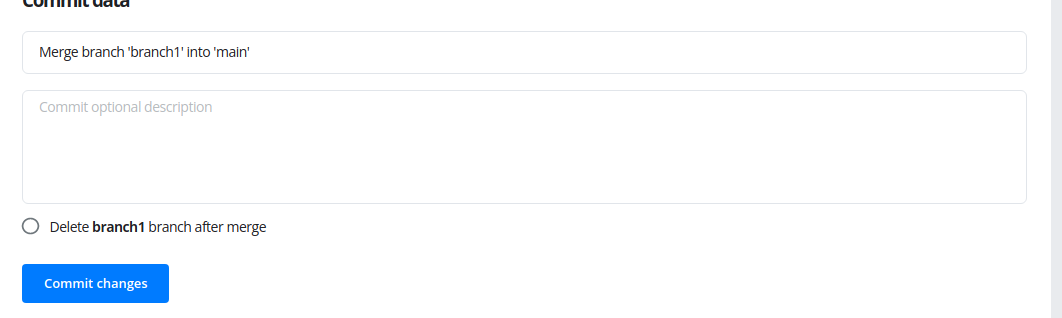 Commit data
Merge branch 'branch1' into 'main'
Commit optional description
Delete branch1 branch after merge
Commit changes